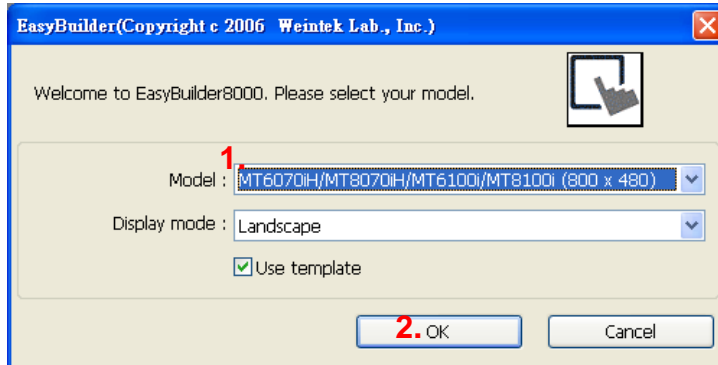 EasyBuilder(Copyright c 2006 Weintek Lab., Inc.)
Welcome to EasyBuilder8000. Please select your model.
1.
Model : MT6070iH/MT8070iH/MT6100i/MT8100i (800 x 480)
Display mode : Landscape
Use template
2. OK Cancel